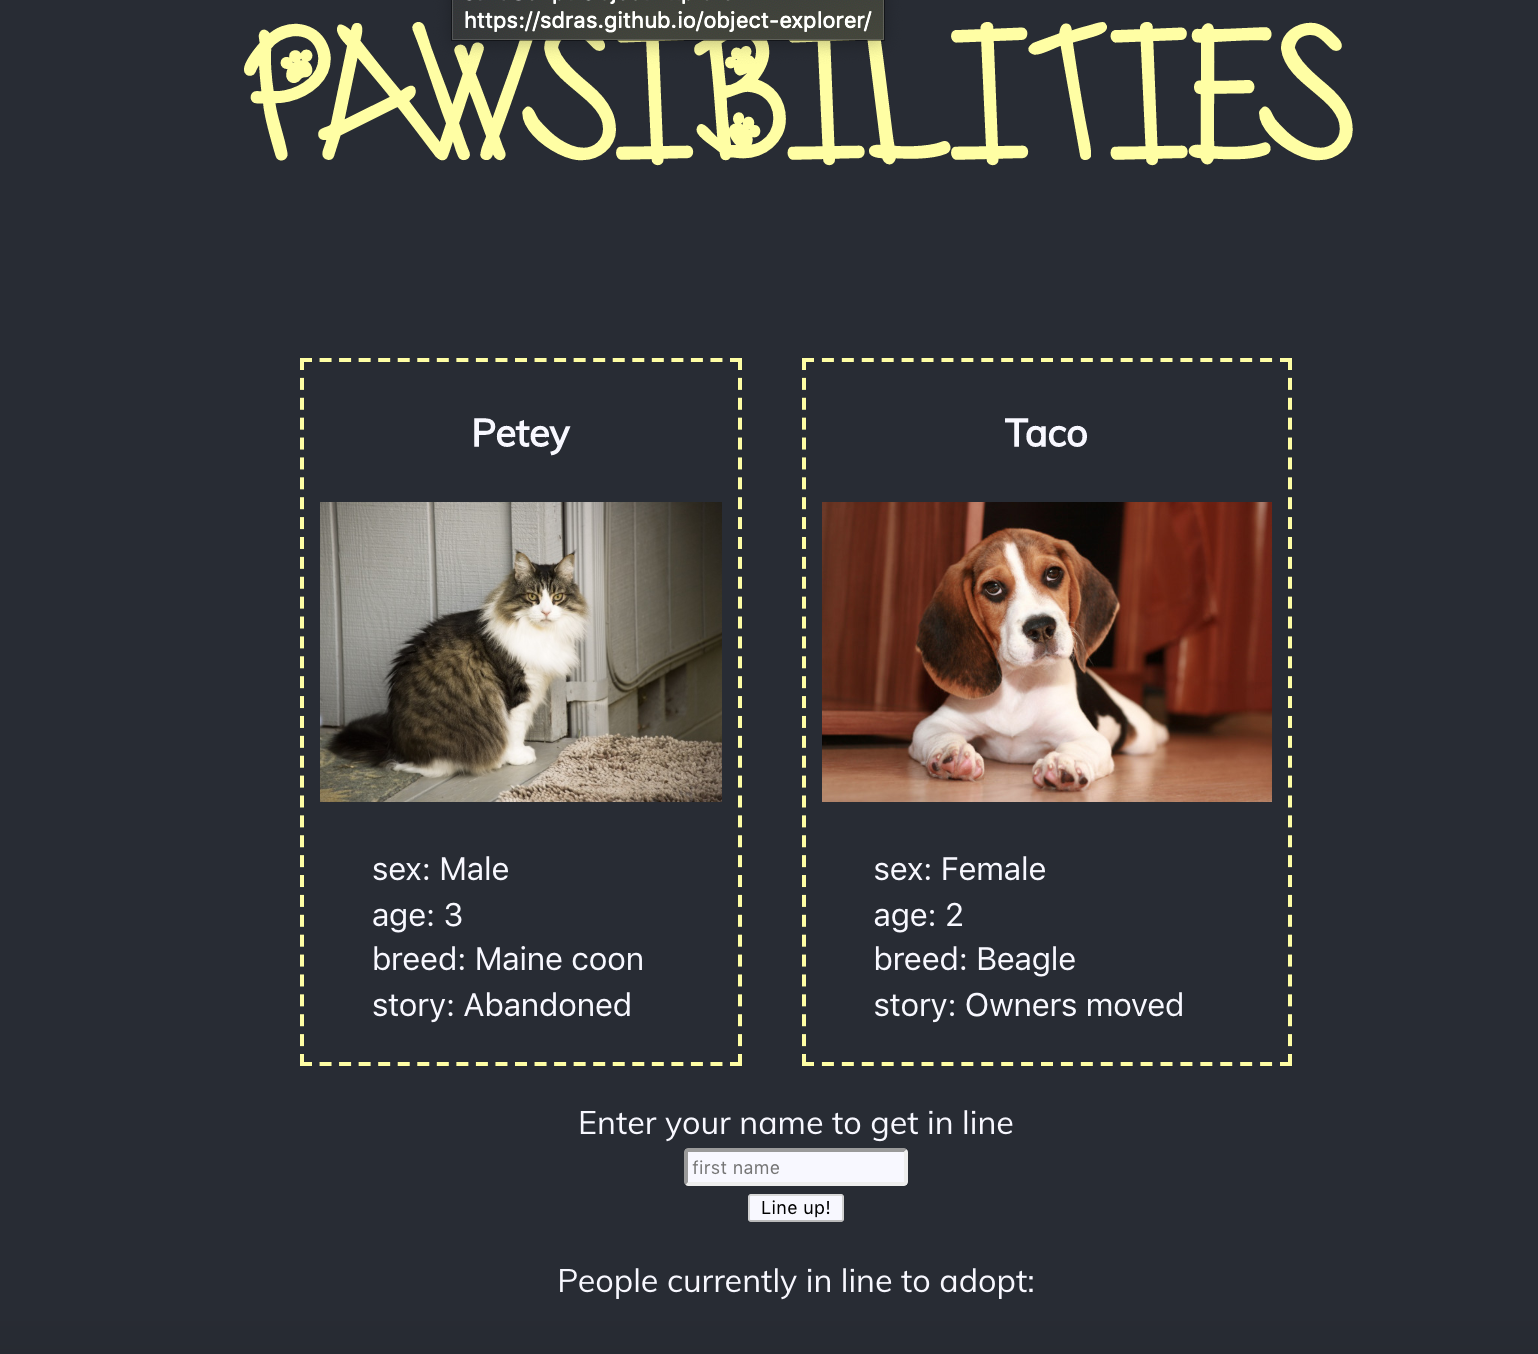 https://sdras.github.io/object-explorer/
PAWSIBILITIES
Petey
Taco
sex: Male
age: 3
breed: Maine coon
story: Abandoned
sex: Female
age: 2
breed: Beagle
story: Owners moved
Enter your name to get in line
first name
Line up!
People currently in line to adopt: